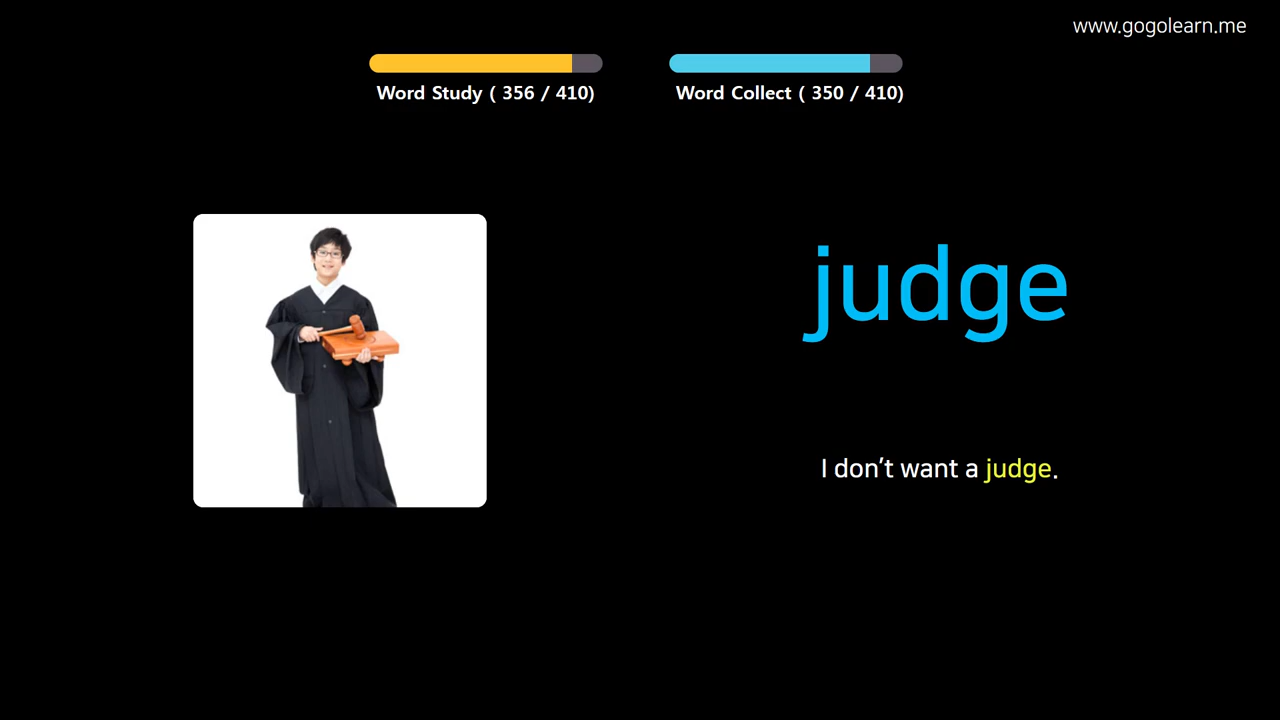 www.gogolearn.me
Word Study ( 356 / 410)
Word Collect ( 350 / 410)
judge
I don’t want a judge.